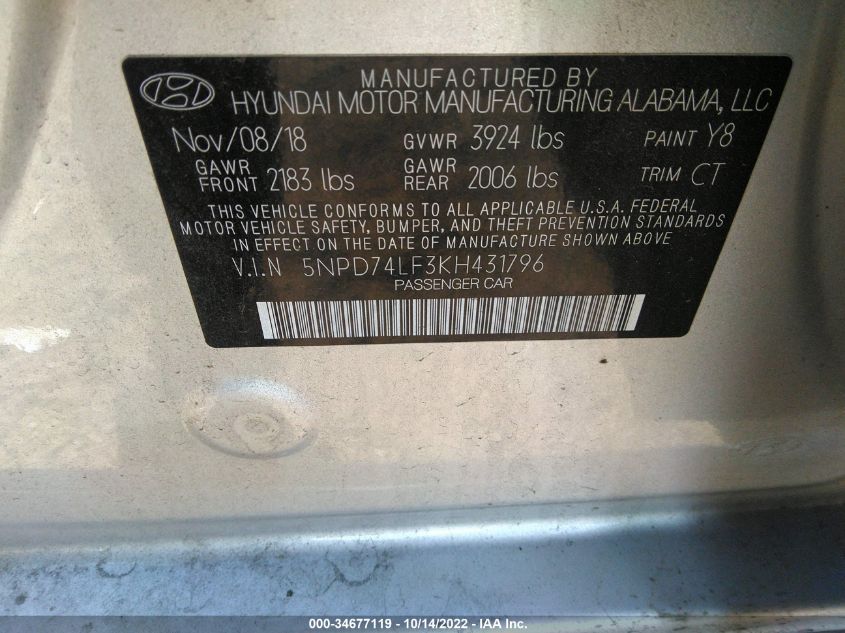 MANUFACTURED BY
HYUNDAI MOTOR MANUFACTURING ALABAMA, LLC
Nov/08/18 GVWR 3924 lbs PAINT Y8
GAWR FRONT 2183 lbs GAWR REAR 2006 lbs TRIM CT
THIS VEHICLE CONFORMS TO ALL APPLICABLE U.S.A. FEDERAL
MOTOR VEHICLE SAFETY, BUMPER, AND THEFT PREVENTION STANDARDS
IN EFFECT ON THE DATE OF MANUFACTURE SHOWN ABOVE
V.I.N 5NPD74LF3KH431796
PASSENGER CAR
000-34677119 - 10/14/2022 - IAA Inc.